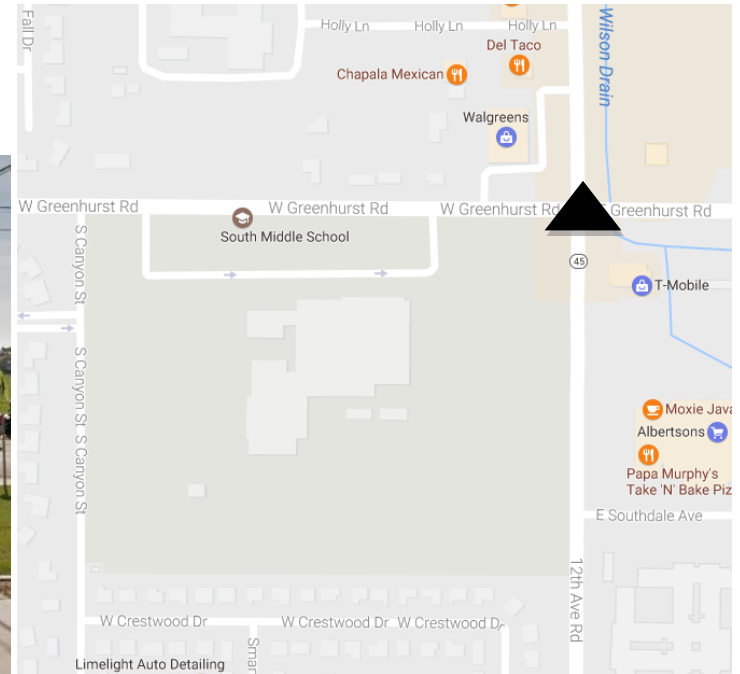 Fall Dr
Holly Ln
Holly Ln
Holly Ln
Wilson Drain
Del Taco
Chapala Mexican
Walgreens
W Greenhurst Rd
W Greenhurst Rd
W Greenhurst Rd
Greenhurst Rd
South Middle School
S Canyon St
45
T-Mobile
S Canyon St
S Canyon St
Moxie Java
Albertsons
Papa Murphy's
Take 'N' Bake Piz
E Southdale Ave
12th Ave Rd
W Crestwood Dr
W Crestwood Dr
W Crestwood Dr
Smar
Limelight Auto Detailing